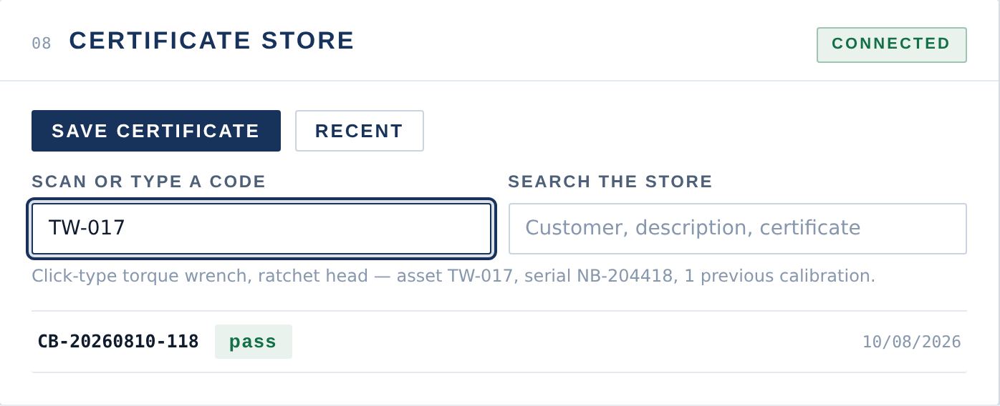 08 CERTIFICATE STORE CONNECTED
SAVE CERTIFICATE RECENT
SCAN OR TYPE A CODE SEARCH THE STORE
TW-017 Customer, description, certificate
Click-type torque wrench, ratchet head — asset TW-017, serial NB-204418, 1 previous calibration.
CB-20260810-118 pass 10/08/2026